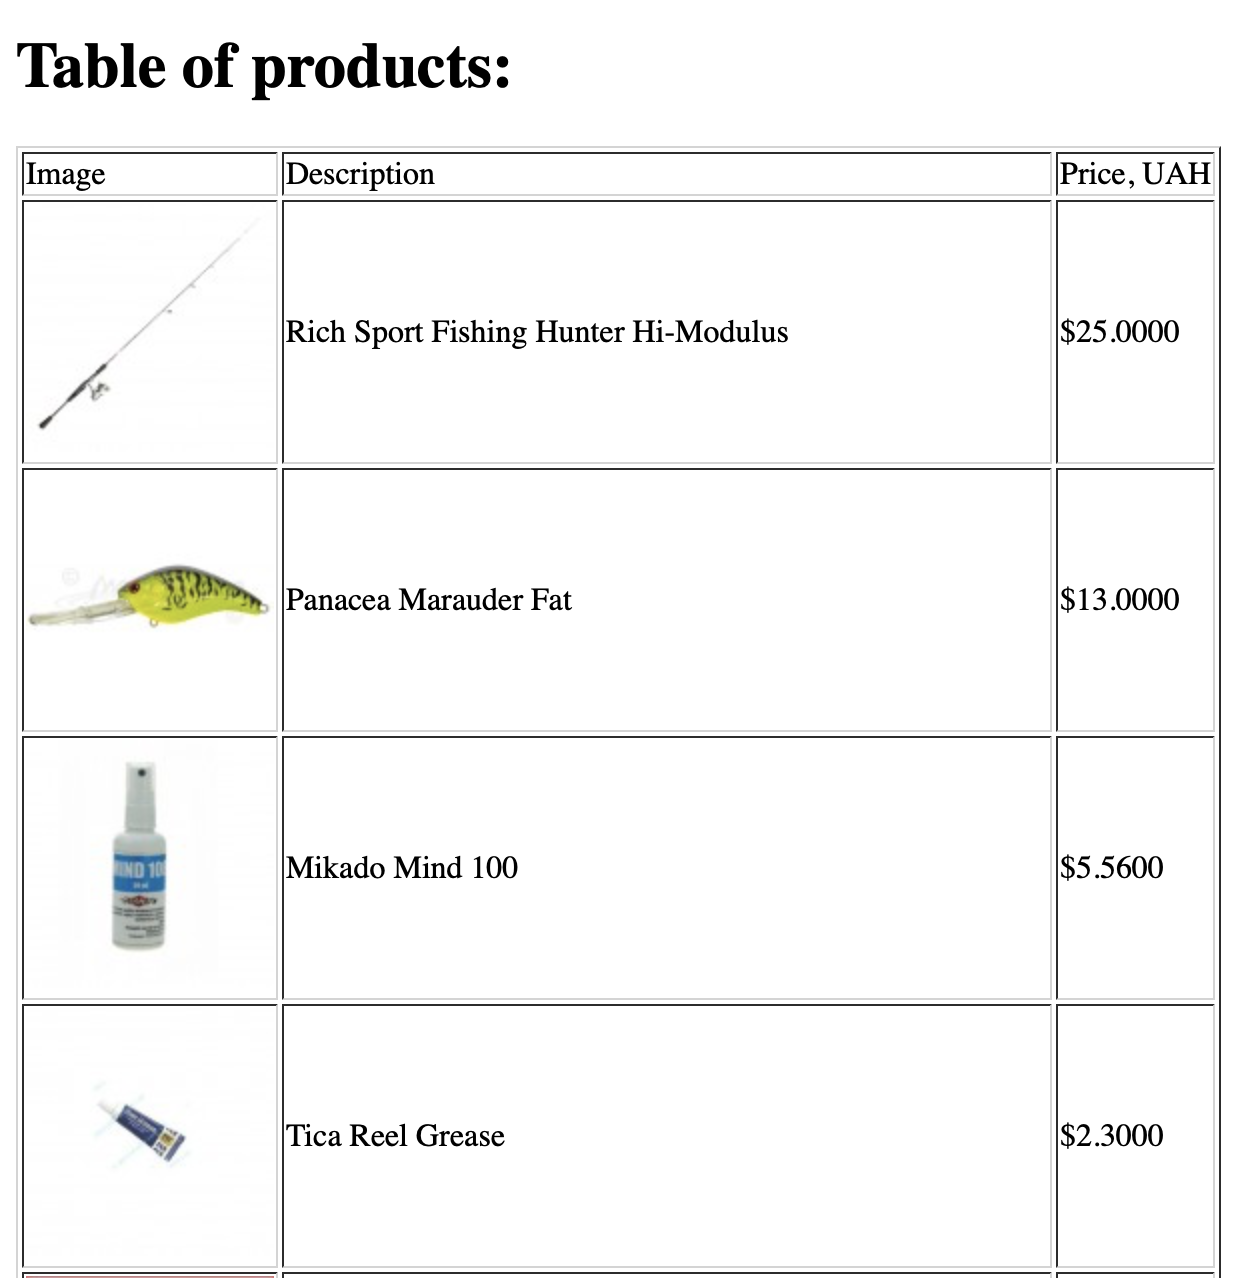 Table of products:
Image Description Price, UAH
Rich Sport Fishing Hunter Hi-Modulus $25.0000
Panacea Marauder Fat $13.0000
MIND 100
Mikado Mind 100 $5.5600
Tica Reel Grease $2.3000